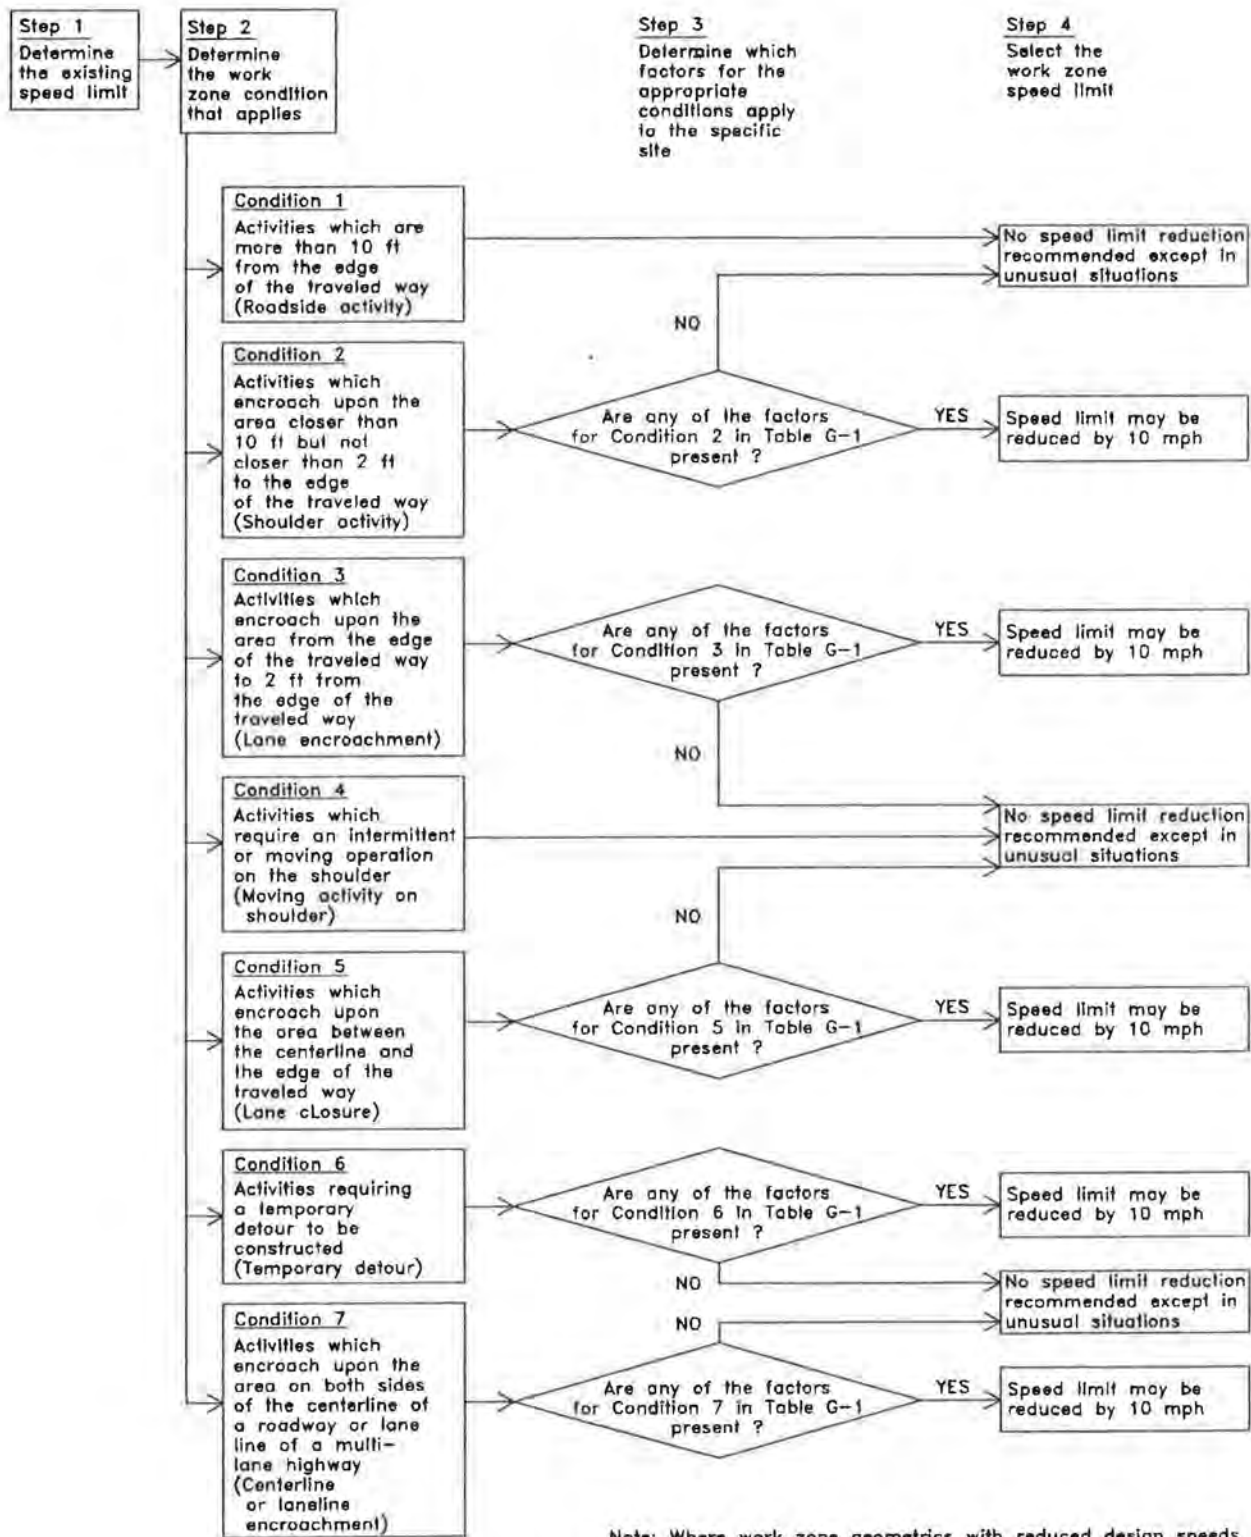 Step 1
Determine
the existing
speed limit
Step 2
Determine
the work
zone condition
that applies
Step 3
Determine which
factors for the
appropriate
conditions apply
to the specific
site
Step 4
Select the
work zone
speed limit
Condition 1
Activities which are
more than 10 ft
from the edge
of the traveled way
(Roadside activity)
No speed limit reduction
recommended except in
unusual situations
NO
Condition 2
Activities which
encroach upon the
area closer than
10 ft but not
closer than 2 ft
to the edge
of the traveled way
(Shoulder activity)
Are any of the factors
for Condition 2 in Table G-1
present ?
YES
Speed limit may be
reduced by 10 mph
Condition 3
Activities which
encroach upon the
area from the edge
of the traveled way
to 2 ft from
the edge of the
traveled way
(Lane encroachment)
Are any of the factors
for Condition 3 in Table G-1
present ?
YES
Speed limit may be
reduced by 10 mph
NO
Condition 4
Activities which
require an intermittent
or moving operation
on the shoulder
(Moving activity on
shoulder)
No speed limit reduction
recommended except in
unusual situations
NO
Condition 5
Activities which
encroach upon
the area between
the centerline and
the edge of the
traveled way
(Lane cLosure)
Are any of the factors
for Condition 5 in Table G-1
present ?
YES
Speed limit may be
reduced by 10 mph
Condition 6
Activities requiring
a temporary
detour to be
constructed
(Temporary detour)
Are any of the factors
for Condition 6 in Table G-1
present ?
YES
Speed limit may be
reduced by 10 mph
NO
No speed limit reduction
recommended except in
unusual situations
NO
Condition 7
Activities which
encroach upon the
area on both sides
of the centerline of
a roadway or lane
line of a multi-
lane highway
(Centerline
or laneline
encroachment)
Are any of the factors
for Condition 7 in Table G-1
present ?
YES
Speed limit may be
reduced by 10 mph
Note: Where work zone geometrics with reduced design speeds